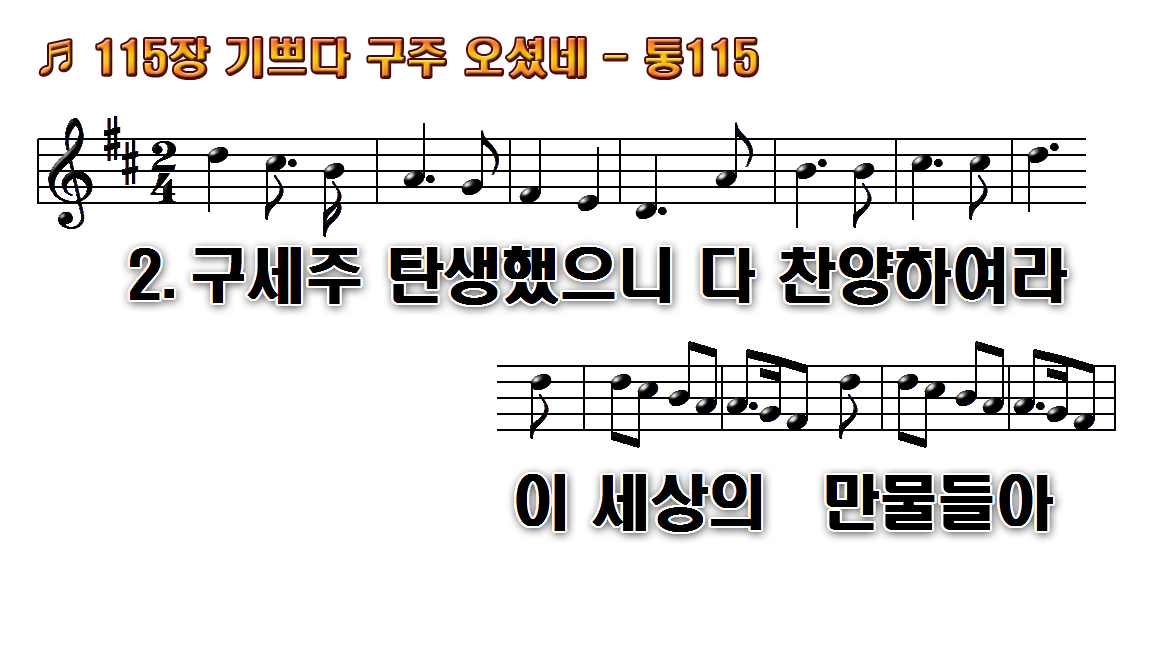 ♬ 115장 기쁘다 구주 오셨네 - 통115
2
4
2. 구세주 탄생했으니 다 찬양하여라
이 세상의 만물들아